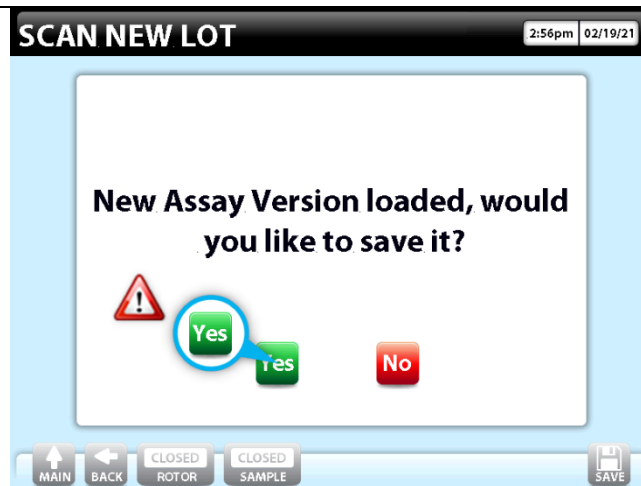 SCAN NEW LOT
2:56pm 02/19/21
New Assay Version loaded, would
you like to save it?
Yes
Yes
No
CLOSED CLOSED
MAIN BACK ROTOR SAMPLE SAVE